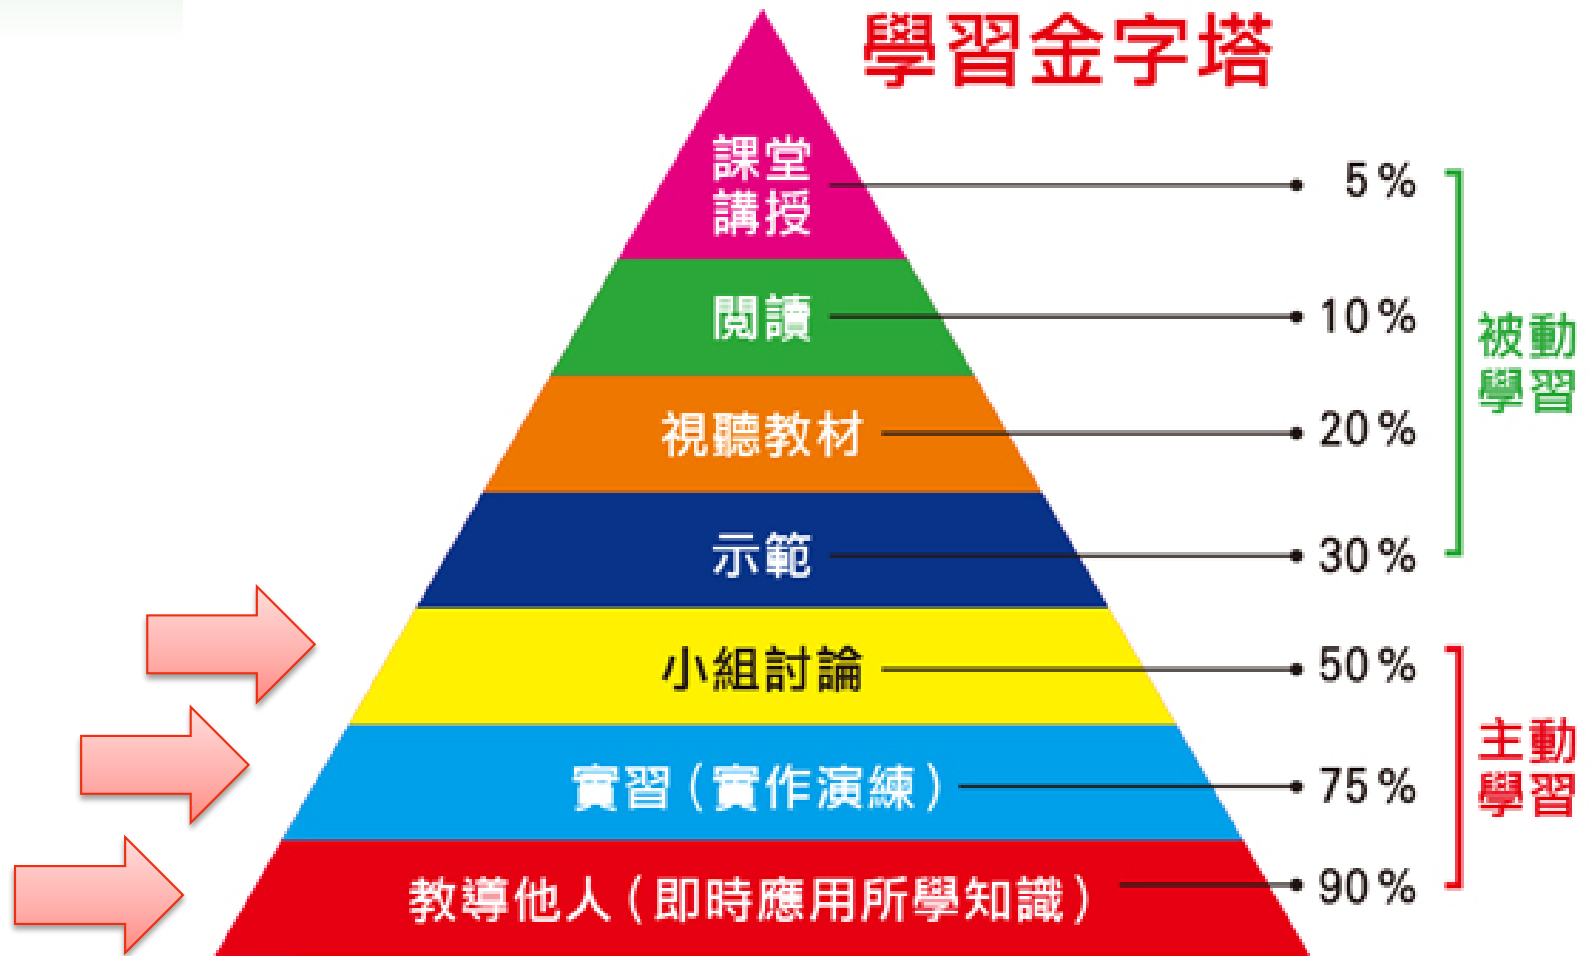 學習金字塔
課堂
講授
5%
閱讀
10%
視聽教材
20%
示範
30%
被動
學習
小組討論
50%
實習(實作演練)
75%
教導他人(即時應用所學知識)
90%
主動
學習